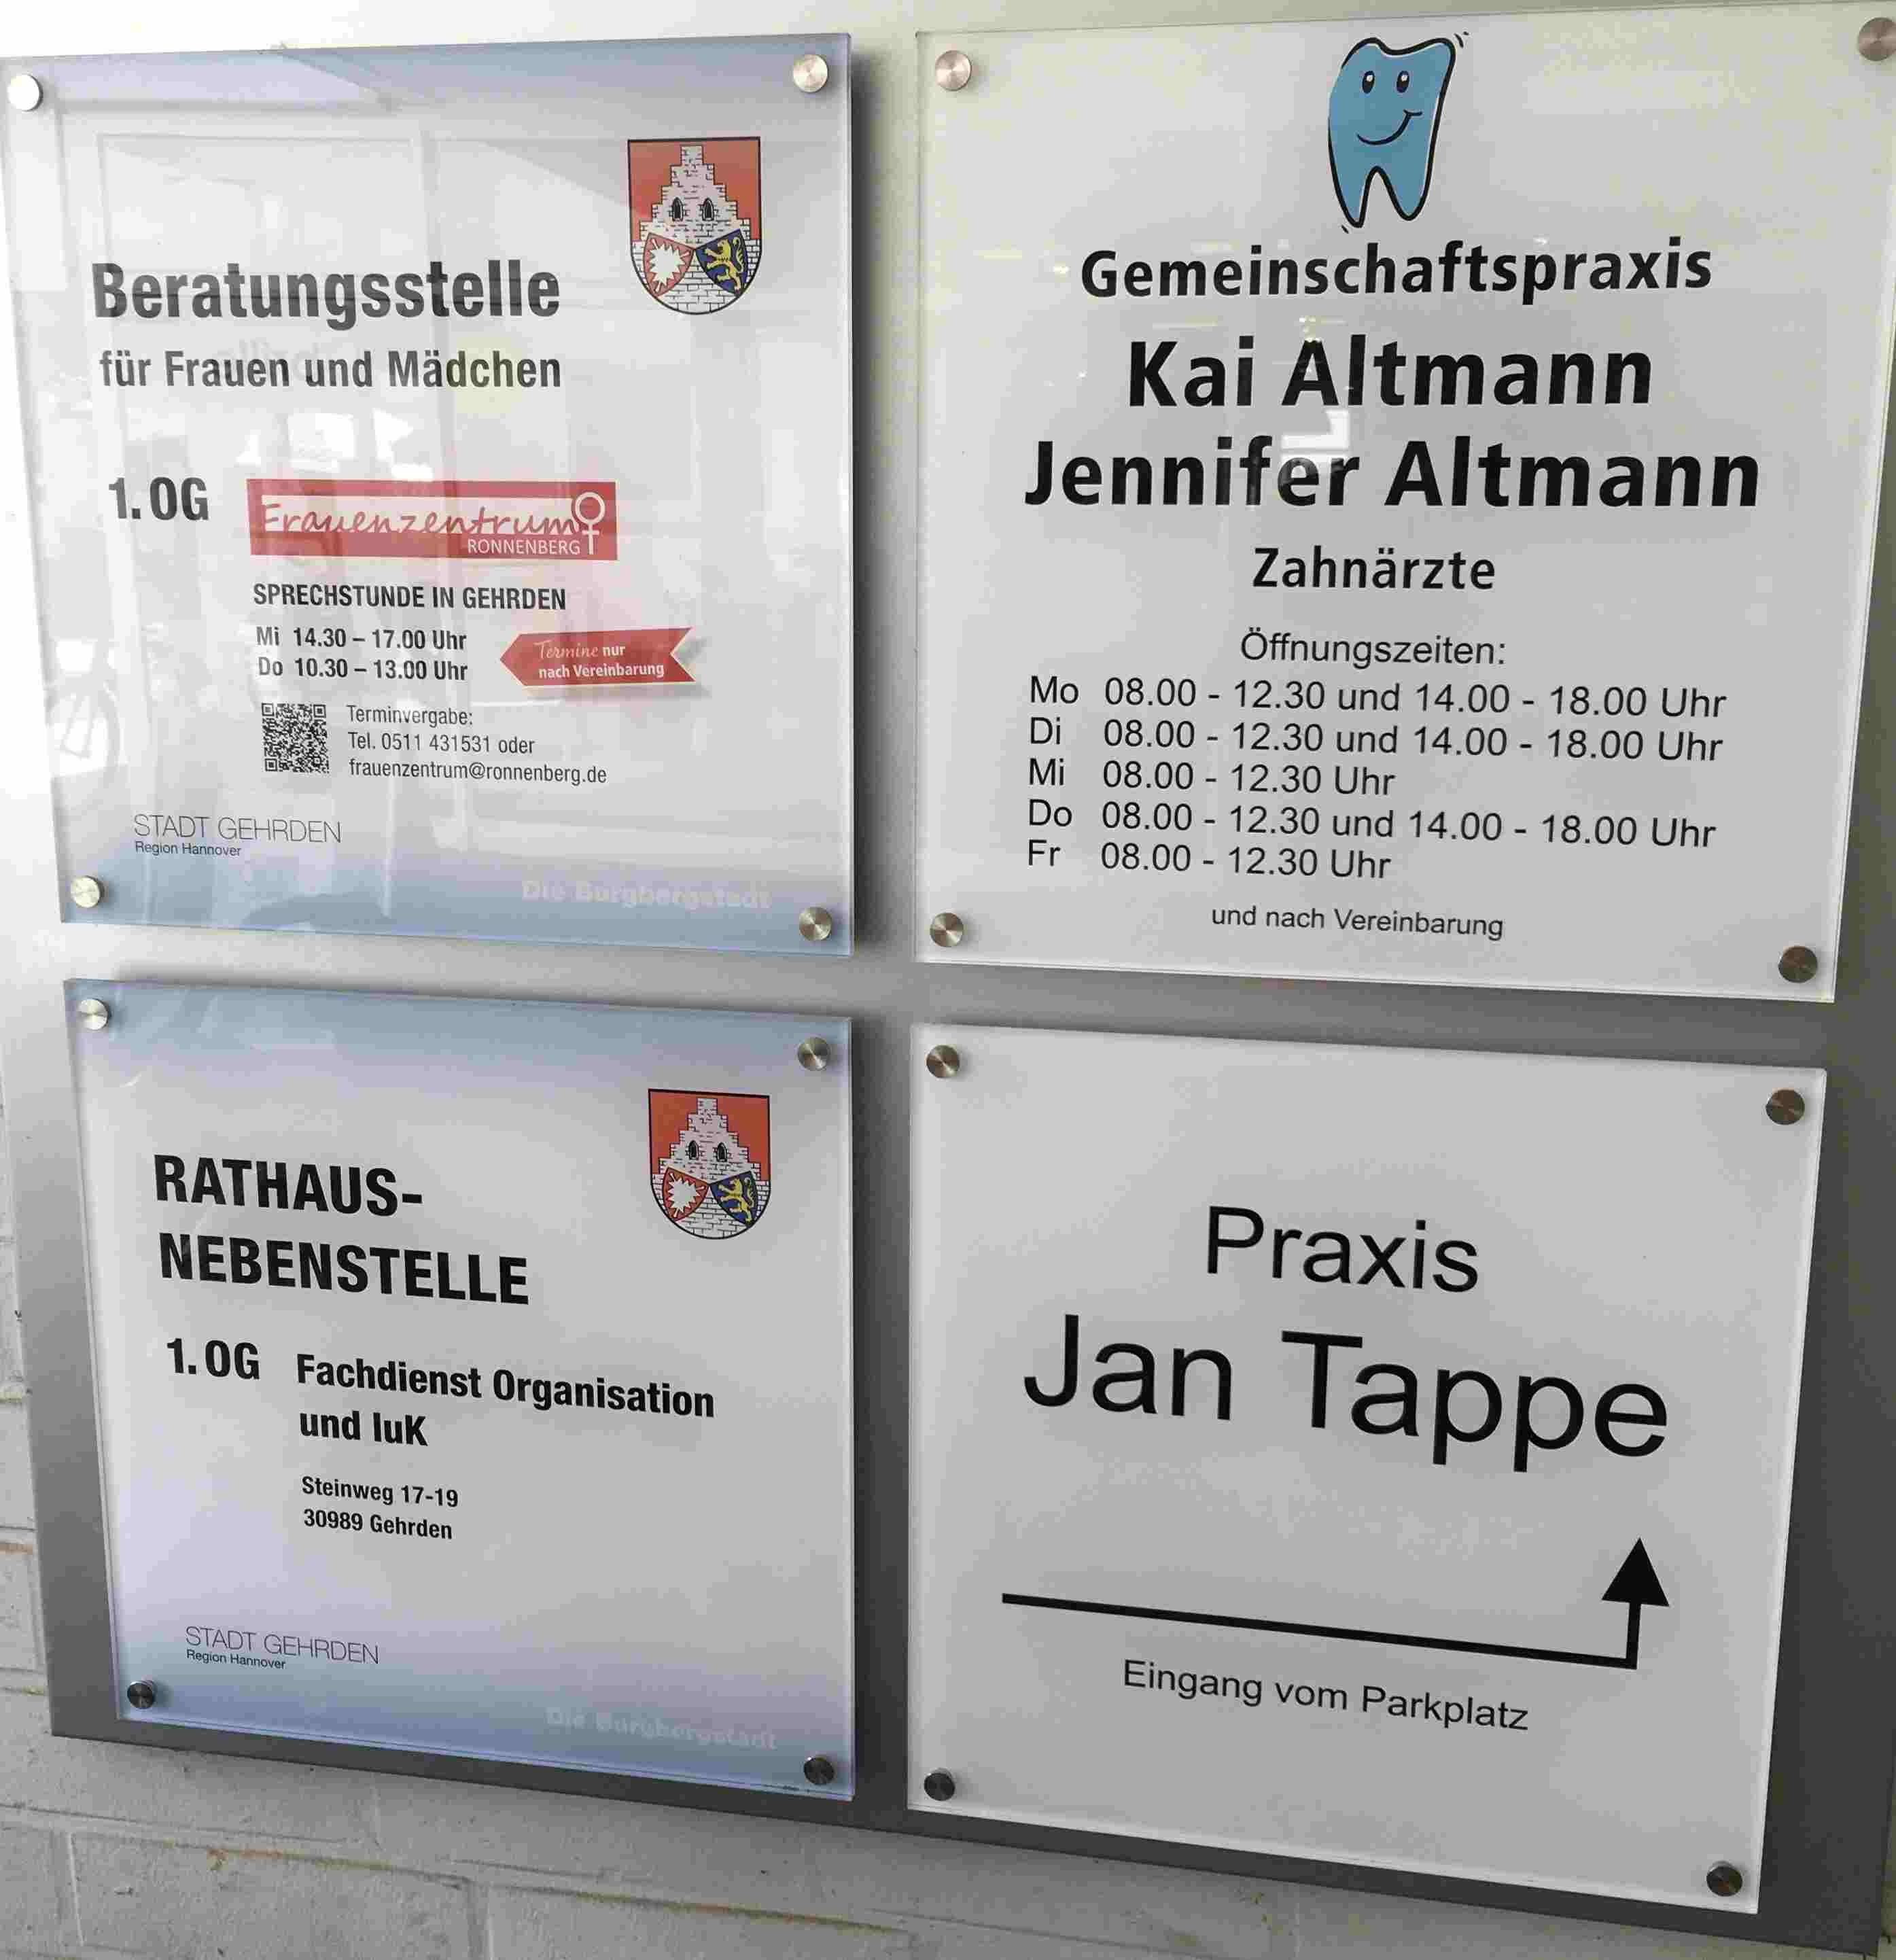 Beratungsstelle
für Frauen und Mädchen
1. OG
Frauenzentrum
RONNENBERG
SPRECHSTUNDE IN GEHRDEN
Mi 14.30 – 17.00 Uhr
Do 10.30 – 13.00 Uhr
Termine nur
nach Vereinbarung
Terminvergabe:
Tel. 0511 431531 oder
frauenzentrum@ronnenberg.de
STADT GEHRDEN
Region Hannover
Die Burgbergstadt
Gemeinschaftspraxis
Kai Altmann
Jennifer Altmann
Zahnärzte
Öffnungszeiten:
Mo 08.00 - 12.30 und 14.00 - 18.00 Uhr
Di 08.00 - 12.30 und 14.00 - 18.00 Uhr
Mi 08.00 - 12.30 Uhr
Do 08.00 - 12.30 und 14.00 - 18.00 Uhr
Fr 08.00 - 12.30 Uhr
und nach Vereinbarung
RATHAUS-
NEBENSTELLE
1. OG Fachdienst Organisation
und IuK
Steinweg 17-19
30989 Gehrden
STADT GEHRDEN
Region Hannover
Die Burgbergstadt
Praxis
Jan Tappe
Eingang vom Parkplatz